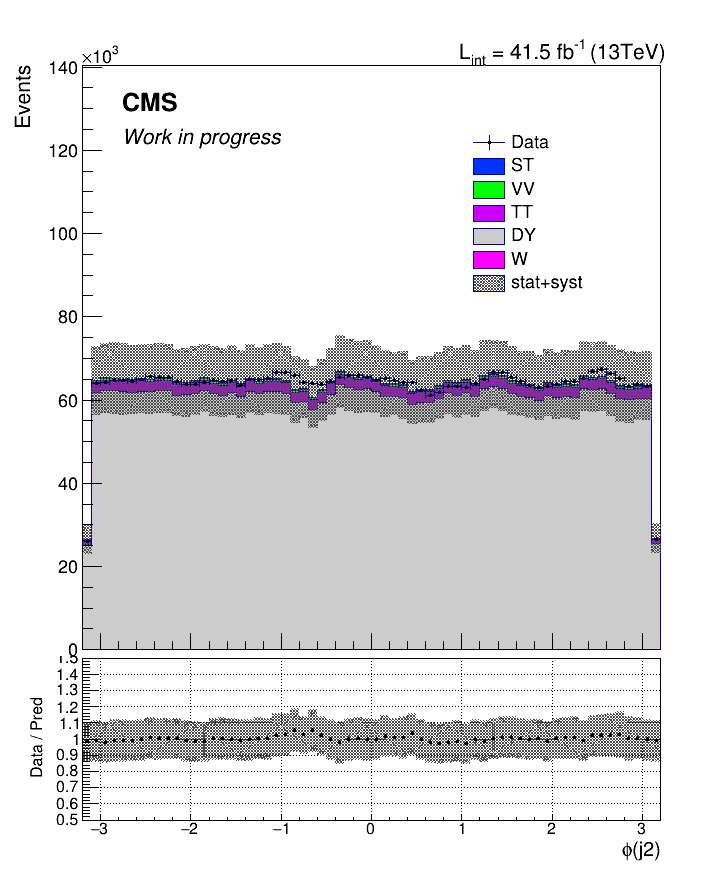 L_int = 41.5 fb^-1 (13TeV)
×10^3
Events
140
120
100
80
60
40
20
0
CMS
Work in progress
Data
ST
VV
TT
DY
W
stat+syst
Data / Pred
1.5
1.4
1.3
1.2
1.1
1
0.9
0.8
0.7
0.6
0.5
−3 −2 −1 0 1 2 3
ϕ(j2)